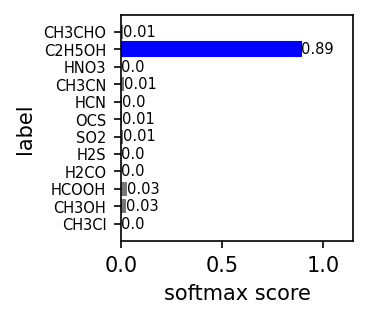 CH3CHO 0.01
C2H5OH 0.89
HNO3 0.0
CH3CN 0.01
HCN 0.0
OCS 0.01
SO2 0.01
H2S 0.0
H2CO 0.0
HCOOH 0.03
CH3OH 0.03
CH3Cl 0.0
label
0.0 0.5 1.0
softmax score